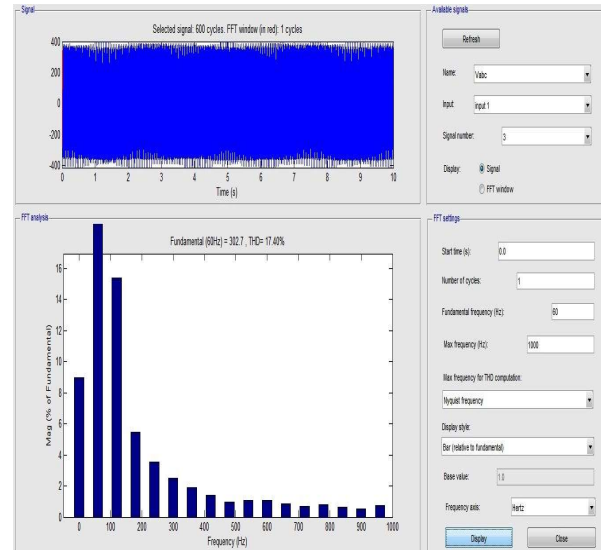 Signal
Selected signal: 600 cycles. FFT window (in red): 1 cycles
400
200
0
-200
-400
0 1 2 3 4 5 6 7 8 9 10
Time (s)
Available signals
Refresh
Name: Vabc
Input: input 1
Signal number: 3
Display: Signal
FFT window
FFT analysis
Fundamental (60Hz) = 302.7 , THD= 17.40%
16
14
12
10
8
6
4
2
0
Mag (% of Fundamental)
0 100 200 300 400 500 600 700 800 900 1000
Frequency (Hz)
FFT settings
Start time (s): 0.0
Number of cycles: 1
Fundamental frequency (Hz): 60
Max frequency (Hz): 1000
Max frequency for THD computation:
Nyquist frequency
Display style:
Bar (relative to fundamental)
Base value: 1.0
Frequency axis: Hertz
Display Close